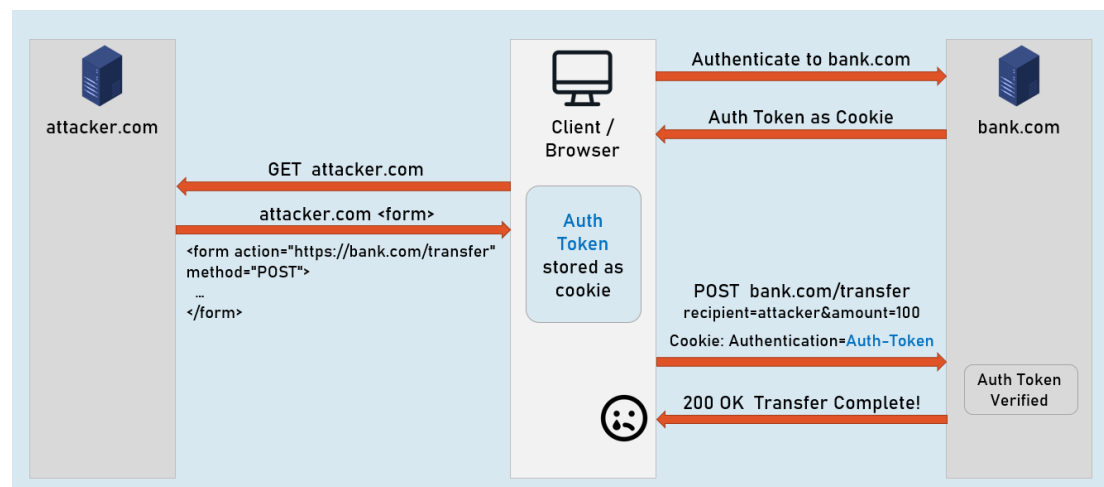 attacker.com
Client /
Browser
Authenticate to bank.com
Auth Token as Cookie
bank.com
GET  attacker.com
attacker.com <form>
<form action="https://bank.com/transfer"
method="POST">
...
</form>
Auth
Token
stored as
cookie
POST  bank.com/transfer
recipient=attacker&amount=100
Cookie: Authentication=Auth-Token
Auth Token
Verified
200 OK  Transfer Complete!